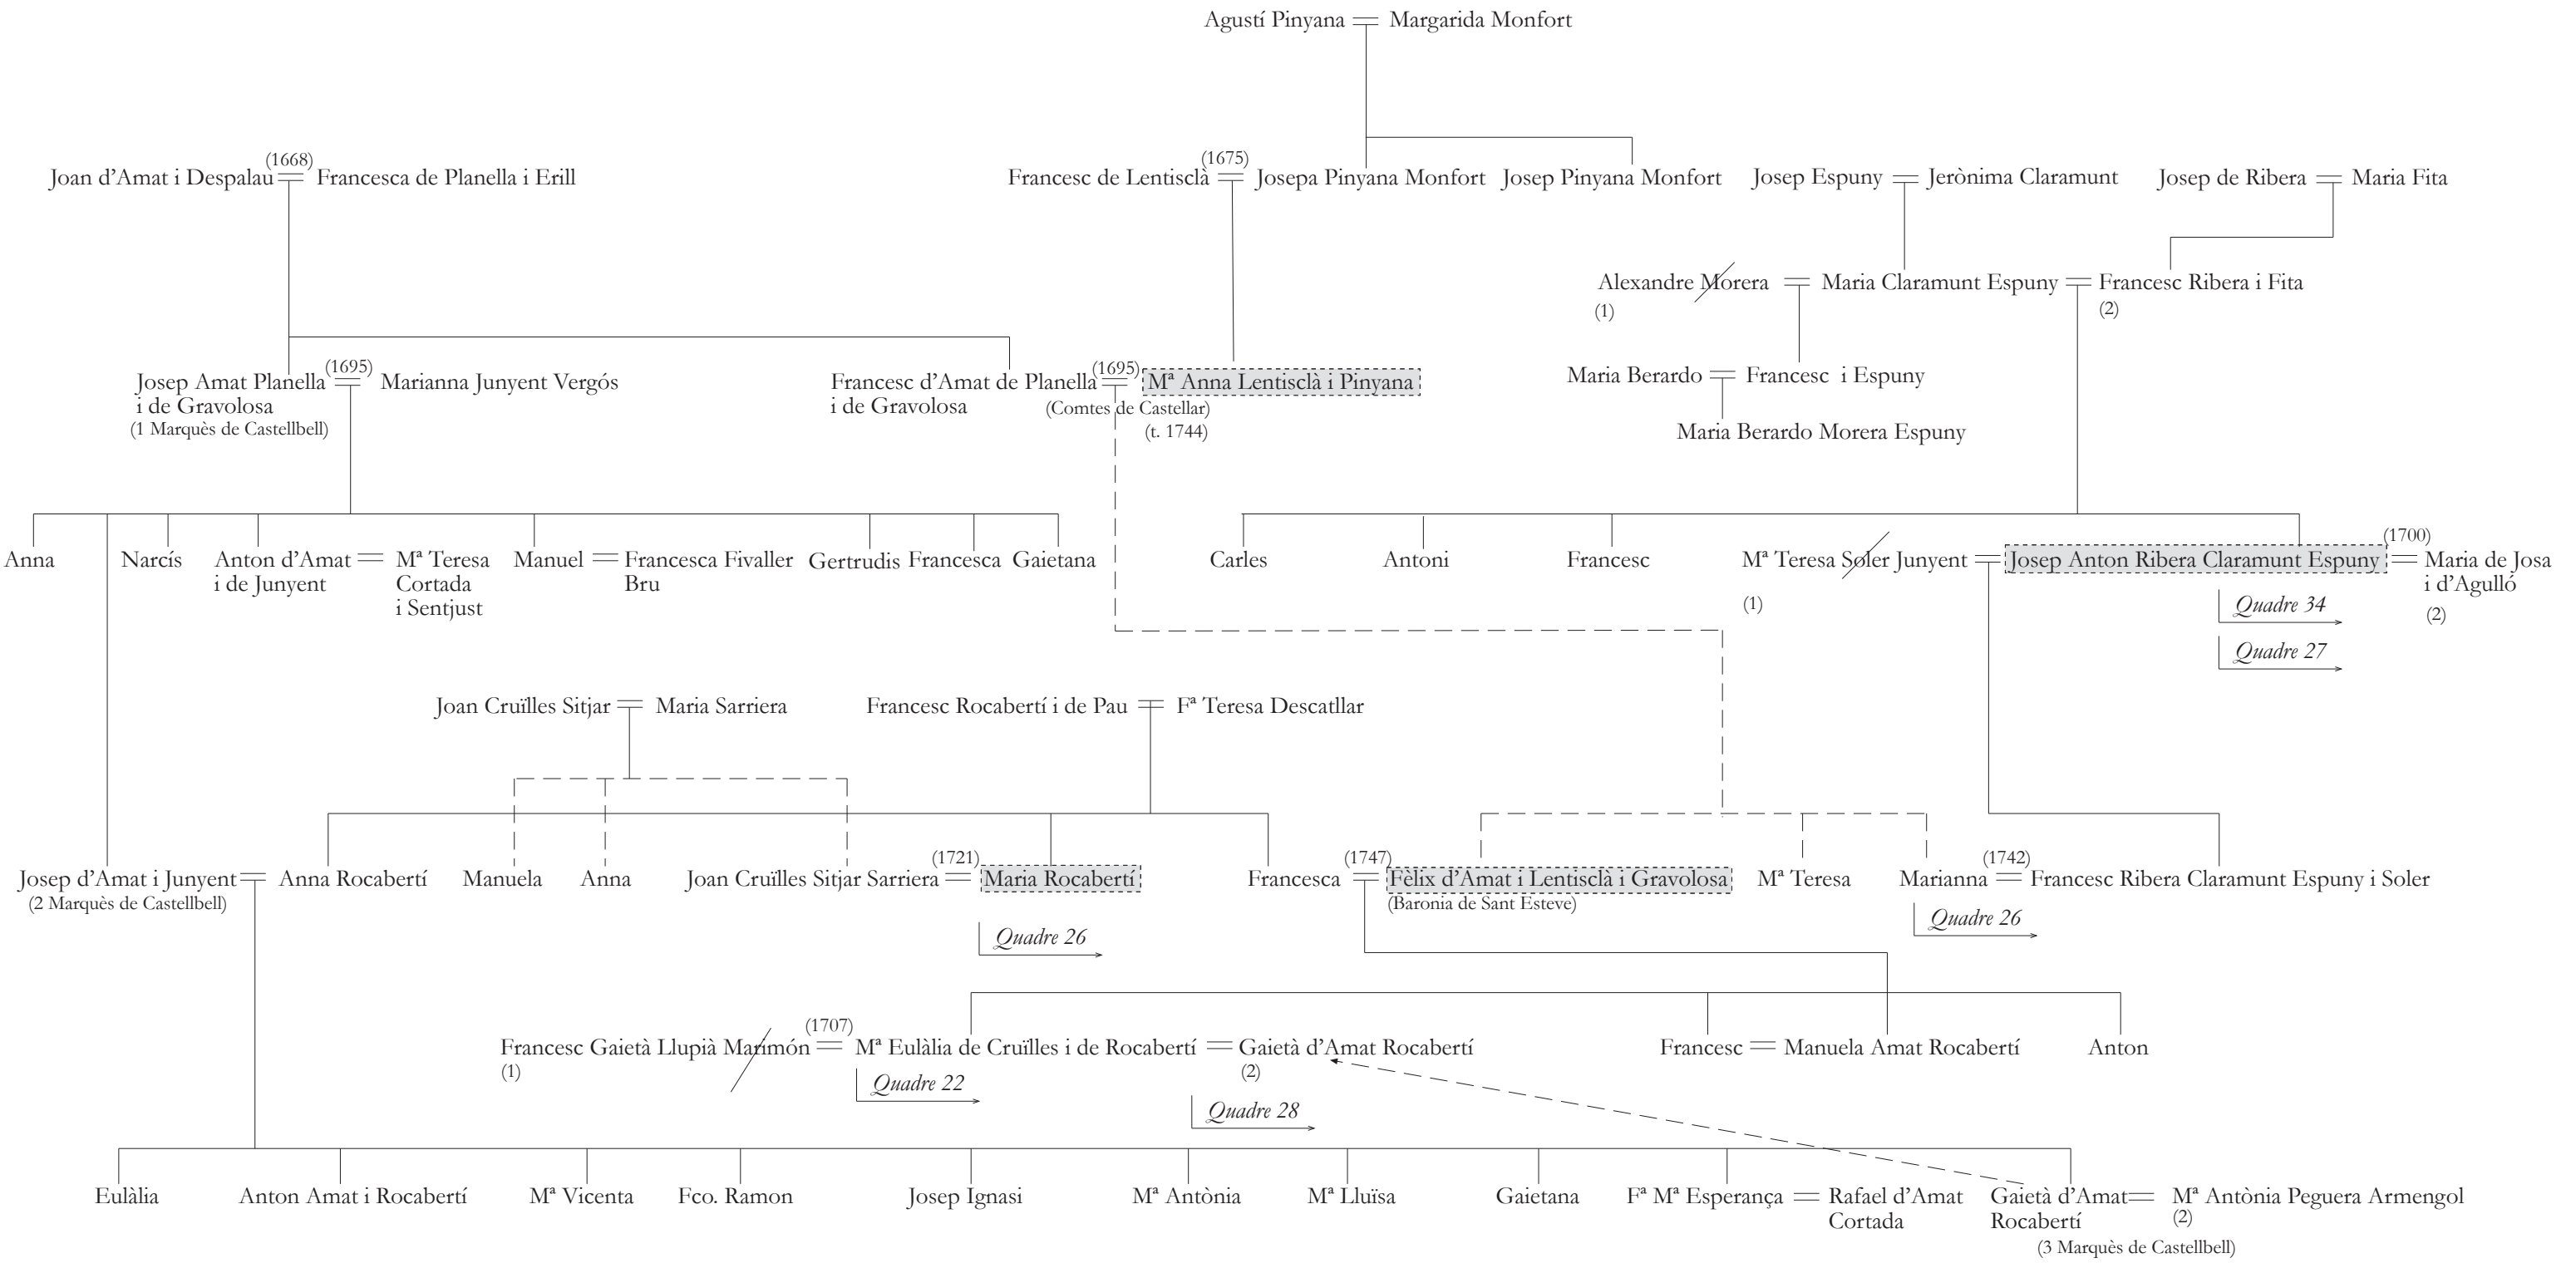 Agustí Pinyana Margarida Monfort
(1668) (1675)
Joan d’Amat i Despalau Francesca de Planella i Erill Francesc de Lentisclà Josepa Pinyana Monfort Josep Pinyana Monfort Josep Espuny Jerònima Claramunt Josep de Ribera Maria Fita
Alexandre Morera Maria Claramunt Espuny Francesc Ribera i Fita
(1) (2)
(1695) (1695)
Josep Amat Planella Marianna Junyent Vergós Francesc d’Amat de Planella Mª Anna Lentisclà i Pinyana Maria Berardo Francesc i Espuny
i de Gravolosa i de Gravolosa (Comtes de Castellar)
(1 Marquès de Castellbell) (t. 1744) Maria Berardo Morera Espuny
(1700)
Anna Narcís Anton d’Amat Mª Teresa Manuel Francesca Fivaller Gertrudis Francesca Gaietana Carles Antoni Francesc Mª Teresa Soler Junyent Josep Anton Ribera Claramunt Espuny Maria de Josa
i de Junyent Cortada Bru i d’Agulló
i Sentjust (1) Quadre 34 (2)
Quadre 27
Joan Cruïlles Sitjar Maria Sarriera Francesc Rocabertí i de Pau Fª Teresa Descatllar
(1721) (1747) (1742)
Josep d’Amat i Junyent Anna Rocabertí Manuela Anna Joan Cruïlles Sitjar Sarriera Maria Rocabertí Francesca Fèlix d’Amat i Lentisclà i Gravolosa Mª Teresa Marianna Francesc Ribera Claramunt Espuny i Soler
(2 Marquès de Castellbell) (Baronia de Sant Esteve)
Quadre 26 Quadre 26
(1707)
Francesc Gaietà Llupià Marimón Mª Eulàlia de Cruïlles i de Rocabertí Gaietà d’Amat Rocabertí Francesc Manuela Amat Rocabertí Anton
(1) (2)
Quadre 22
Quadre 28
Eulàlia Anton Amat i Rocabertí Mª Vicenta Fco. Ramon Josep Ignasi Mª Antònia Mª Lluïsa Gaietana Fª Mª Esperança Rafael d’Amat Gaietà d’Amat Mª Antònia Peguera Armengol
Cortada Rocabertí (2)
(3 Marquès de Castellbell)